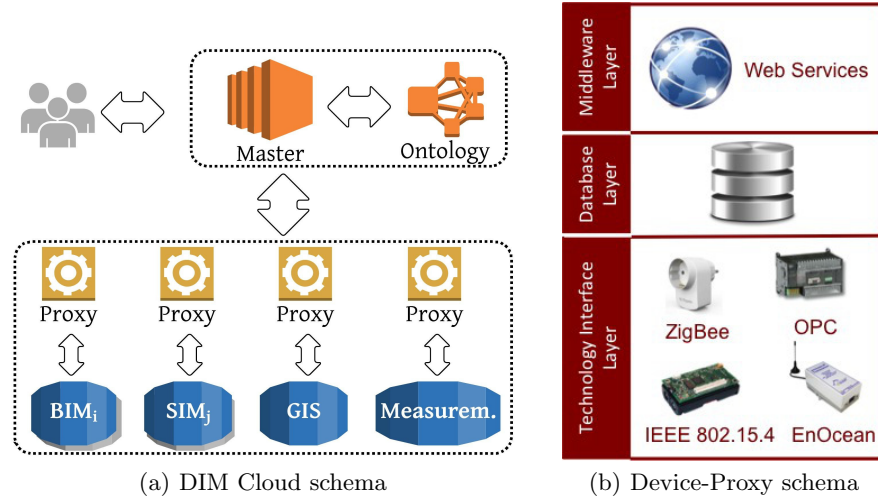 Master
Ontology
Proxy
Proxy
Proxy
Proxy
BIMi
SIMj
GIS
Measurem.
(a) DIM Cloud schema
Middleware
Layer
Web Services
Database
Layer
Technology Interface
Layer
ZigBee
OPC
IEEE 802.15.4
EnOcean
(b) Device-Proxy schema